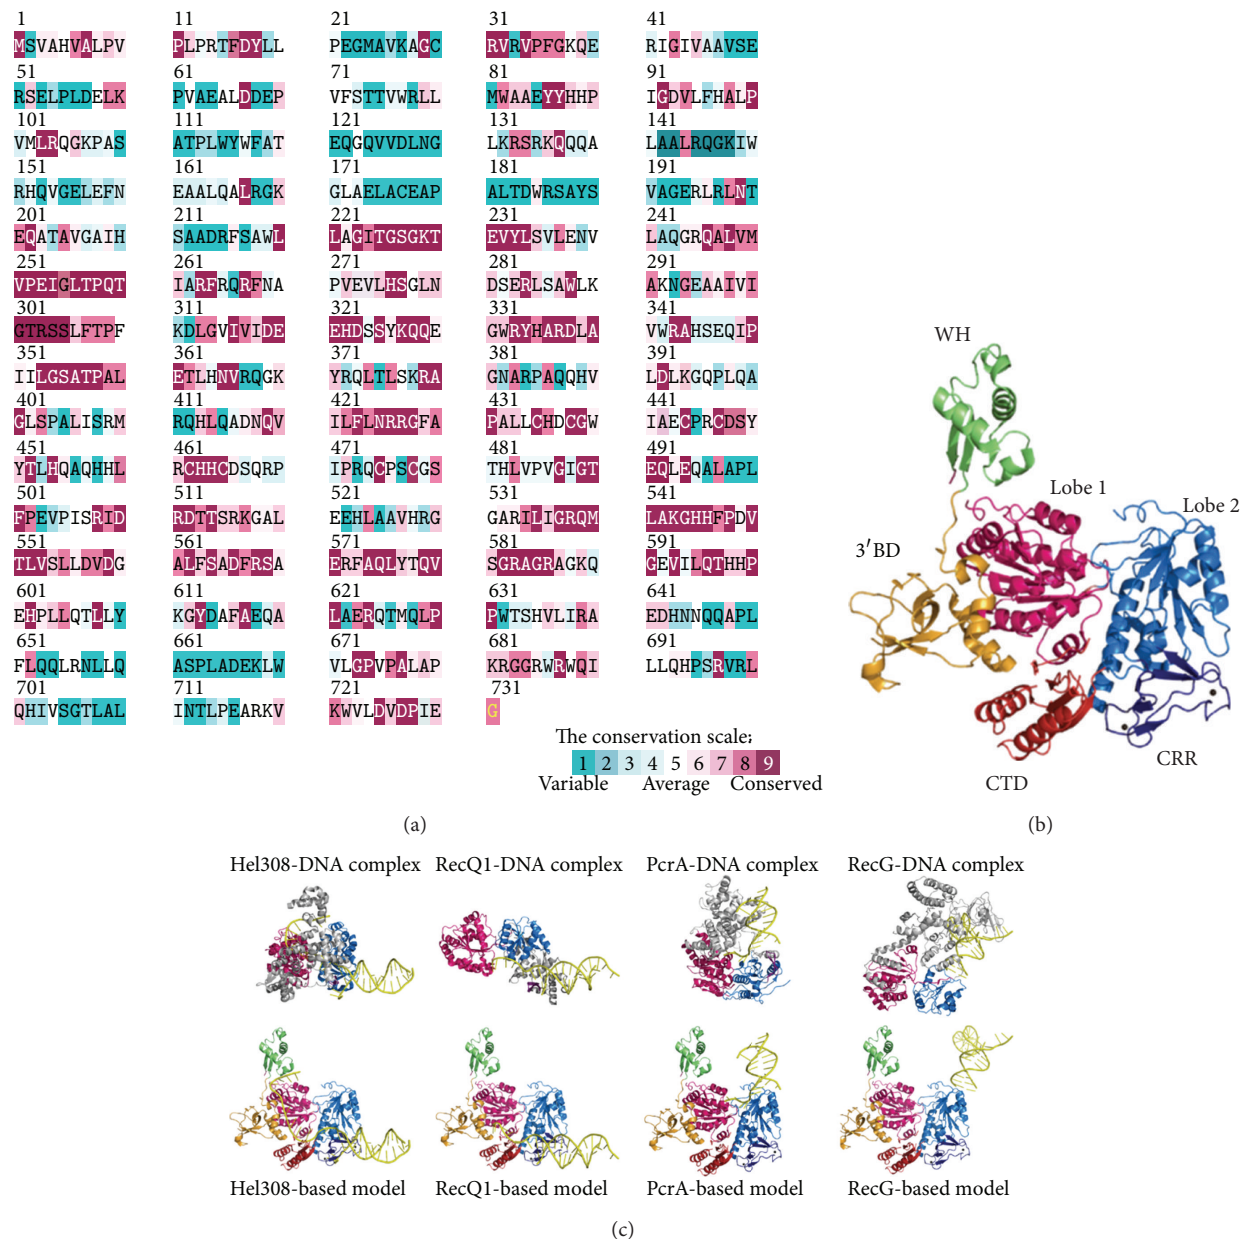 1 11 21 31 41
MSVAHVALPV PLPRTFDYLL PEGMAVKAGC RVRVPFGKQE RIGIVAAVSE
51 61 71 81 91
RSELPLDELK PVAEALDDEP VFSTTVWRLL MWAAEYYHHP IGDVLFHALP
101 111 121 131 141
VMLRQGKPAS ATPLWYWFAT EQGQVVDLNG LKRSRKQQQA LAALRQGKIW
151 161 171 181 191
RHQVGELEFN EAALQALRGK GLAELACEAP ALTDWRSAYS VAGERLRLNT
201 211 221 231 241
EQATAVGAIH SAADRFSAWL LAGITGSGKT EVYLSVLENV LAQGRQALVM
251 261 271 281 291
VPEIGLTPQT IARFRQRFNA PVEVLHSGLN DSERLSAWLK AKNGEAAIVI
301 311 321 331 341
GTRSSLFTPF KDLGVIVIDE EHDSSYKQQE GWRYHARDLA VWRAHSEQIP
351 361 371 381 391
IILGSATPAL ETLHNVRQGK YRQLTLSKRA GNARPAQQHV LDLKGQPLQA
401 411 421 431 441
GLSPALISRM RQHLQADNQV ILFLNRRGFA PALLCHDCGW IAECPRCDSY
451 461 471 481 491
YTLHQAQHHL RCHHCDSQRP IPRQCPSCGS THLVPVGIGT EQLEQALAPL
501 511 521 531 541
FPEVPISRID RDTTSRKGAL EEHLAAVHRG GARILIGRQM LAKGHHFPDV
551 561 571 581 591
TLVSLLDVDG ALFSADFRSA ERFAQLYTQV SGRAGRAGKQ GEVILQTHHP
601 611 621 631 641
EHPLLQTLLY KGYDAFAEQA LAERQTMQLP PWTSHVLIRA EDHNNQQAPL
651 661 671 681 691
FLQQLRNLLQ ASPLADEKLW VLGPVPALAP KRGGRWRWQI LLQHPSRVRL
701 711 721 731
QHIVSGTLAL INTLPEARKV KWVLDVDPIE G
The conservation scale:
1 2 3 4 5 6 7 8 9
Variable Average Conserved
(a)
WH
Lobe 1
Lobe 2
3′BD
CTD
CRR
(b)
Hel308-DNA complex RecQ1-DNA complex PcrA-DNA complex RecG-DNA complex
Hel308-based model RecQ1-based model PcrA-based model RecG-based model
(c)